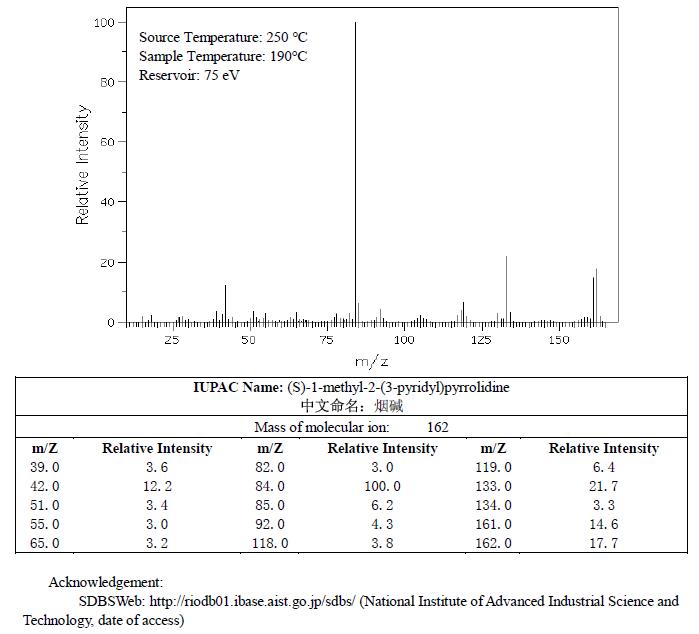 100
80
60
40
20
0
Relative Intensity
Source Temperature: 250 ℃
Sample Temperature: 190℃
Reservoir: 75 eV
25 50 75 100 125 150
m/z
IUPAC Name: (S)-1-methyl-2-(3-pyridyl)pyrrolidine
中文命名：烟碱
Mass of molecular ion: 162
m/Z Relative Intensity m/Z Relative Intensity m/Z Relative Intensity
39.0 3.6 82.0 3.0 119.0 6.4
42.0 12.2 84.0 100.0 133.0 21.7
51.0 3.4 85.0 6.2 134.0 3.3
55.0 3.0 92.0 4.3 161.0 14.6
65.0 3.2 118.0 3.8 162.0 17.7
Acknowledgement:
SDBSWeb: http://riodb01.ibase.aist.go.jp/sdbs/ (National Institute of Advanced Industrial Science and
Technology, date of access)